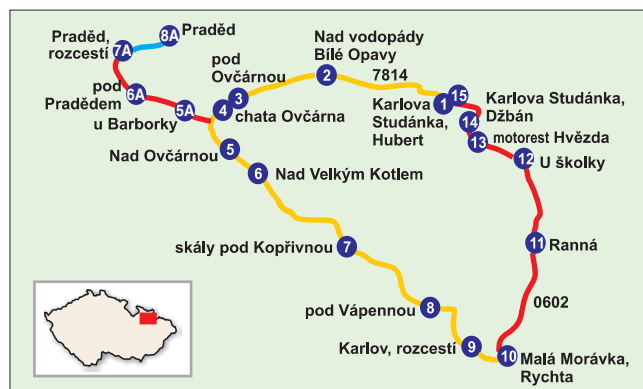 Praděd
8A
Praděd,
rozcestí
7A
pod
Pradědem
6A
u Barborky
5A
pod
Ovčárnou
3
4
chata Ovčárna
Nad vodopády
Bílé Opavy
2
7814
Karlova
Studánka,
Hubert
1
15
Karlova Studánka,
Džbán
14
13
motorest Hvězda
12
U školky
Nad Ovčárnou
5
6
Nad Velkým Kotlem
skály pod Kopřivnou
7
11
Ranná
0602
pod Vápennou
8
Karlov, rozcestí
9
10
Malá Morávka,
Rychta